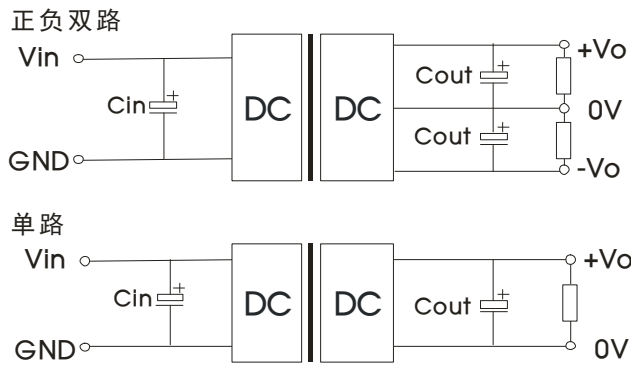 正负双路
Vin
+Vo
Cout
Cin
DC
DC
0V
Cout
GND
-Vo
单路
Vin
+Vo
Cin
DC
DC
Cout
GND
0V